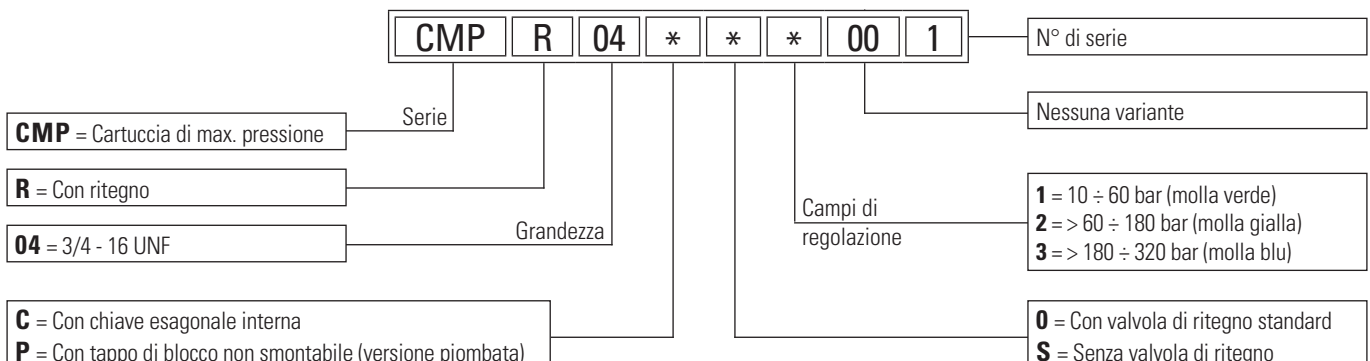 CMP R 04 * * * 00 1
N° di serie
Serie
Nessuna variante
CMP = Cartuccia di max. pressione
R = Con ritegno
Campi di
regolazione
1 = 10 ÷ 60 bar (molla verde)
2 = > 60 ÷ 180 bar (molla gialla)
3 = > 180 ÷ 320 bar (molla blu)
Grandezza
04 = 3/4 - 16 UNF
C = Con chiave esagonale interna
P = Con tappo di blocco non smontabile (versione piombata)
0 = Con valvola di ritegno standard
S = Senza valvola di ritegno